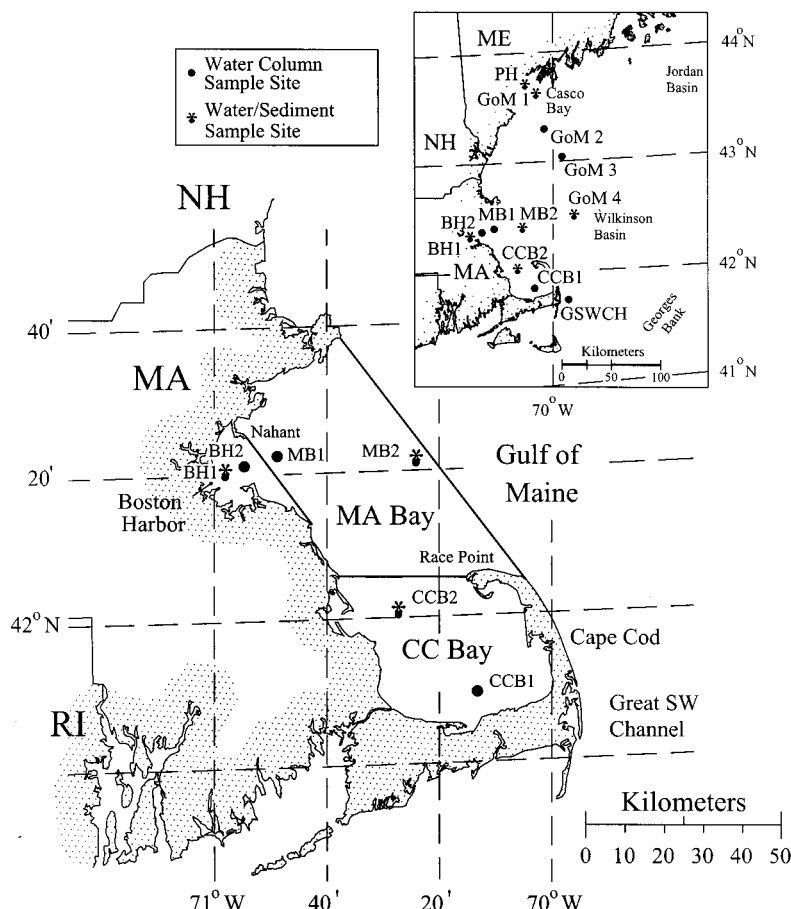 Water Column
Sample Site
Water/Sediment
Sample Site
ME
44°N
PH
Jordan
Basin
GoM 1
Casco
Bay
GoM 2
NH
43°N
GoM 3
GoM 4
BH2
MB1
MB2
Wilkinson
Basin
BH1
CCB2
42°N
MA
CCB1
GSWCH
Georges
Bank
Kilometers
0 50 100
41°N
70°W
NH
40'
MA
Nahant
BH2
MB1
MB2
Gulf of
Maine
BH1
20'
Boston
Harbor
MA Bay
Race Point
CCB2
42°N
Cape Cod
CC Bay
CCB1
Great SW
Channel
RI
Kilometers
0 10 20 30 40 50
71°W
40'
20'
70°W